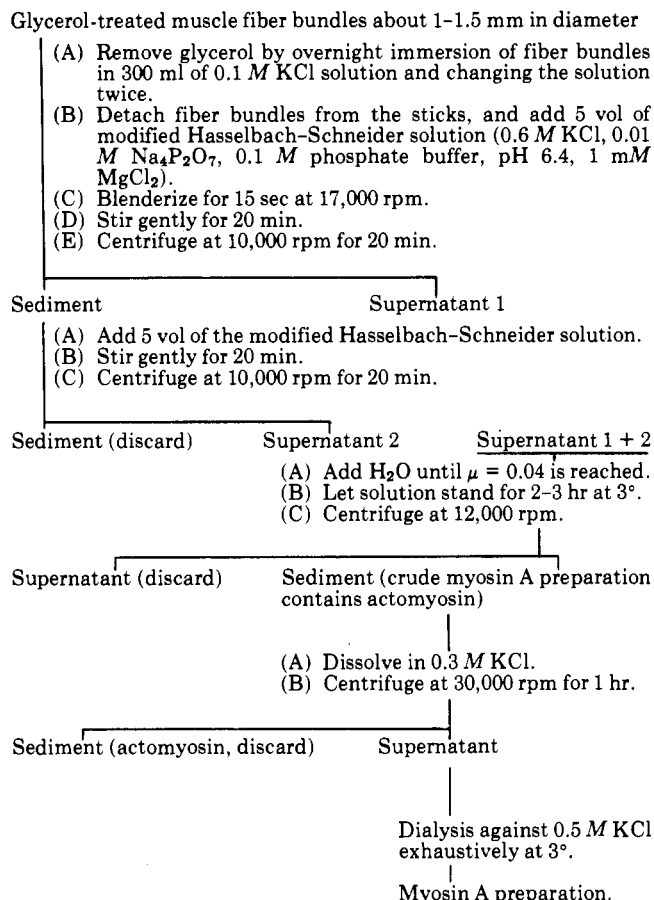 Glycerol-treated muscle fiber bundles about 1–1.5 mm in diameter
(A) Remove glycerol by overnight immersion of fiber bundles
in 300 ml of 0.1 M KCl solution and changing the solution
twice.
(B) Detach fiber bundles from the sticks, and add 5 vol of
modified Hasselbach–Schneider solution (0.6 M KCl, 0.01
M Na₄P₂O₇, 0.1 M phosphate buffer, pH 6.4, 1 mM
MgCl₂).
(C) Blenderize for 15 sec at 17,000 rpm.
(D) Stir gently for 20 min.
(E) Centrifuge at 10,000 rpm for 20 min.
Sediment Supernatant 1
(A) Add 5 vol of the modified Hasselbach–Schneider solution.
(B) Stir gently for 20 min.
(C) Centrifuge at 10,000 rpm for 20 min.
Sediment (discard) Supernatant 2 Supernatant 1 + 2
(A) Add H₂O until μ = 0.04 is reached.
(B) Let solution stand for 2–3 hr at 3°.
(C) Centrifuge at 12,000 rpm.
Supernatant (discard) Sediment (crude myosin A preparation
contains actomyosin)
(A) Dissolve in 0.3 M KCl.
(B) Centrifuge at 30,000 rpm for 1 hr.
Sediment (actomyosin, discard) Supernatant
Dialysis against 0.5 M KCl
exhaustively at 3°.
Myosin A preparation.